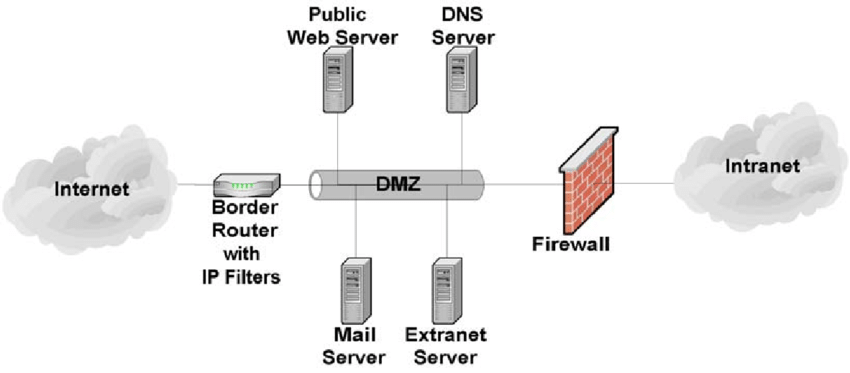 Public
Web Server
DNS
Server
Internet
DMZ
Intranet
Border
Router
with
IP Filters
Firewall
Mail
Server
Extranet
Server